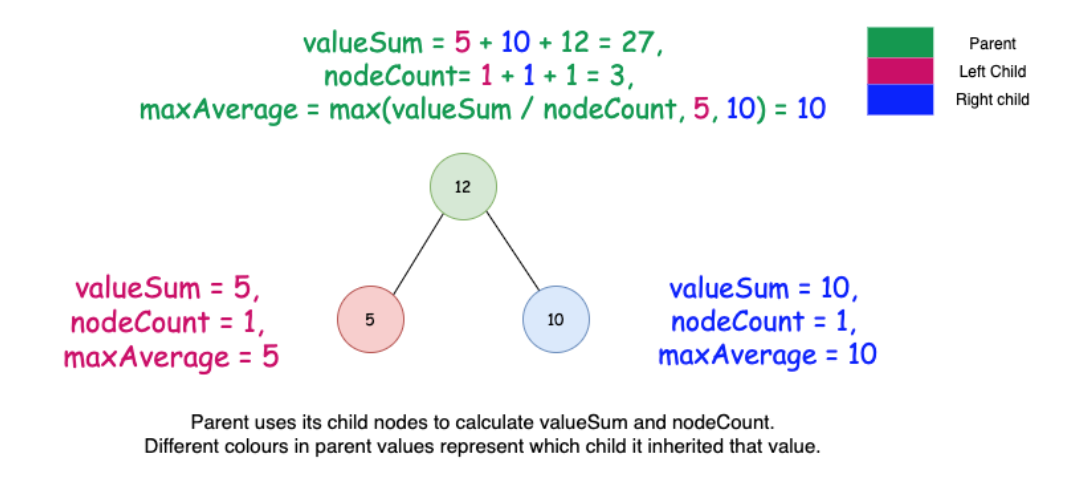 valueSum = 5 + 10 + 12 = 27,
nodeCount= 1 + 1 + 1 = 3,
maxAverage = max(valueSum / nodeCount, 5, 10) = 10
Parent
Left Child
Right child
12
5
10
valueSum = 5,
nodeCount = 1,
maxAverage = 5
valueSum = 10,
nodeCount = 1,
maxAverage = 10
Parent uses its child nodes to calculate valueSum and nodeCount.
Different colours in parent values represent which child it inherited that value.